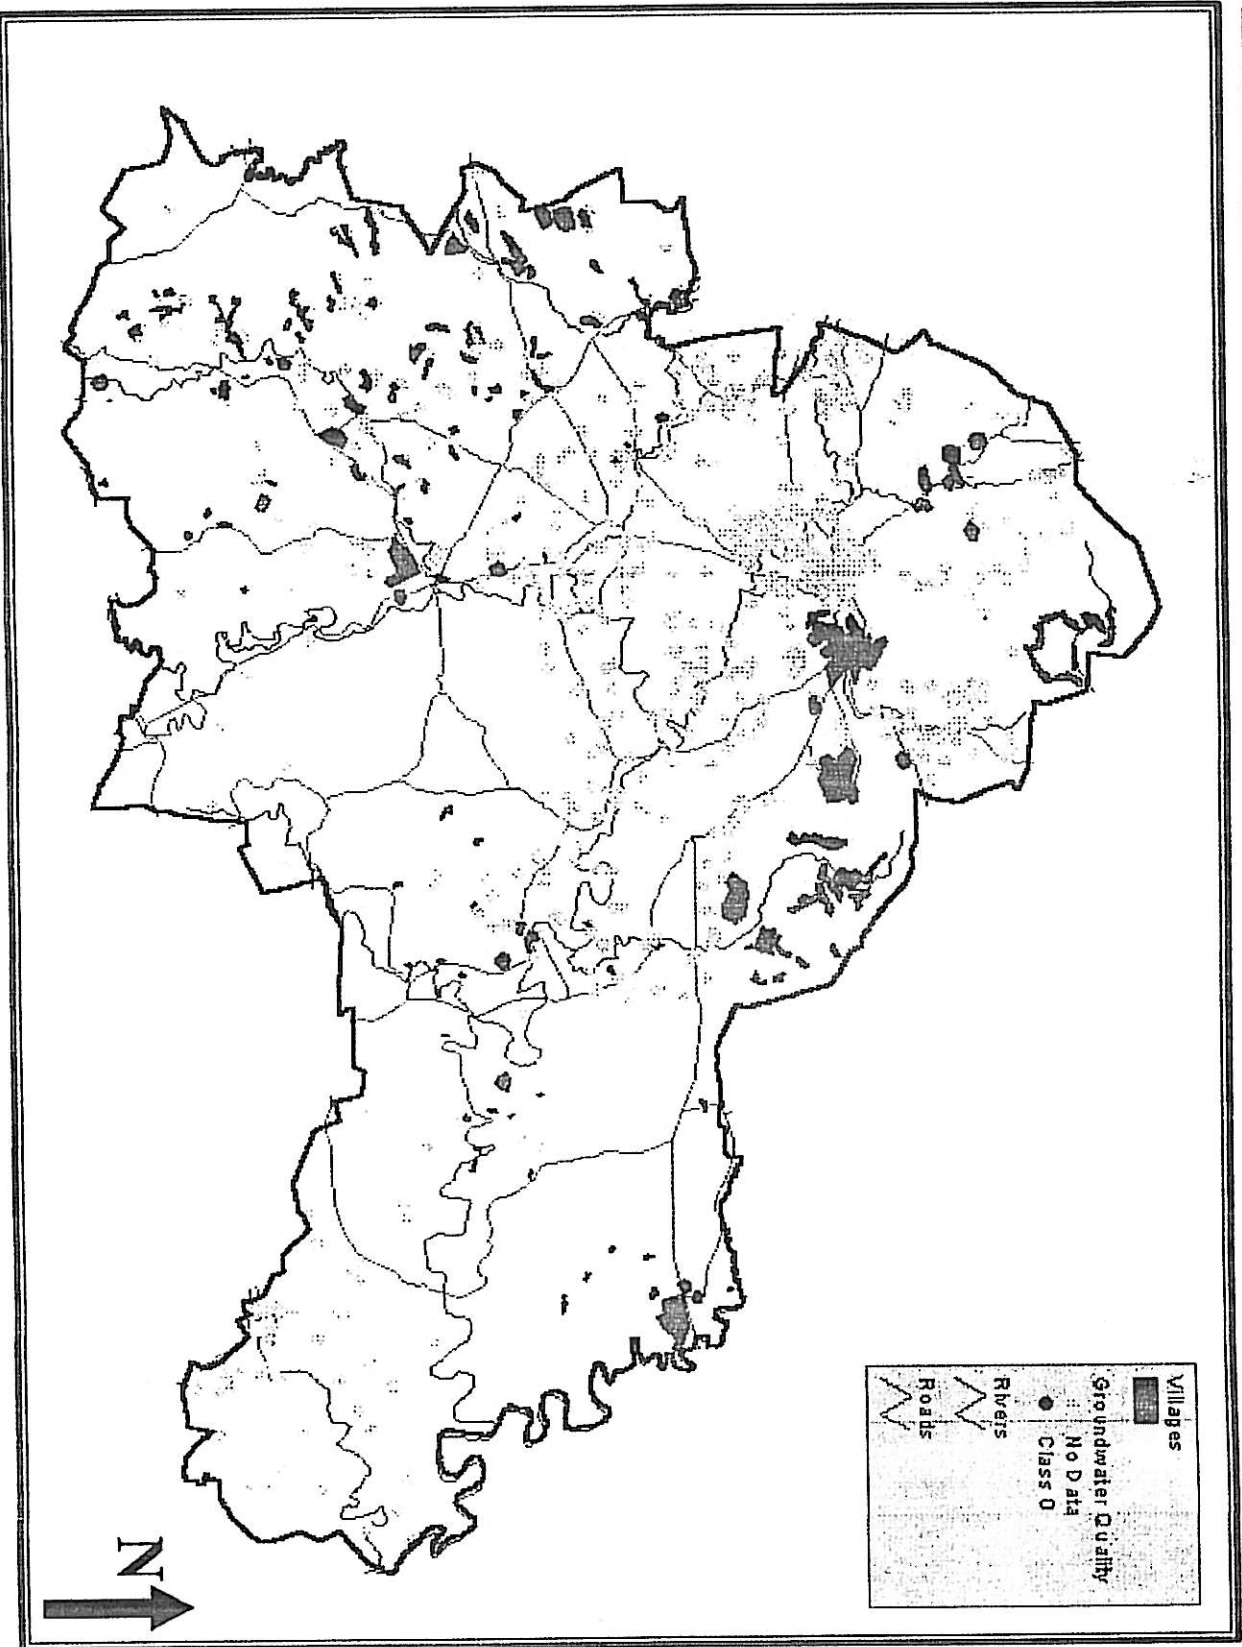 Villages
Groundwater Quality
No Data
Class 0
Rivers
Roads
N